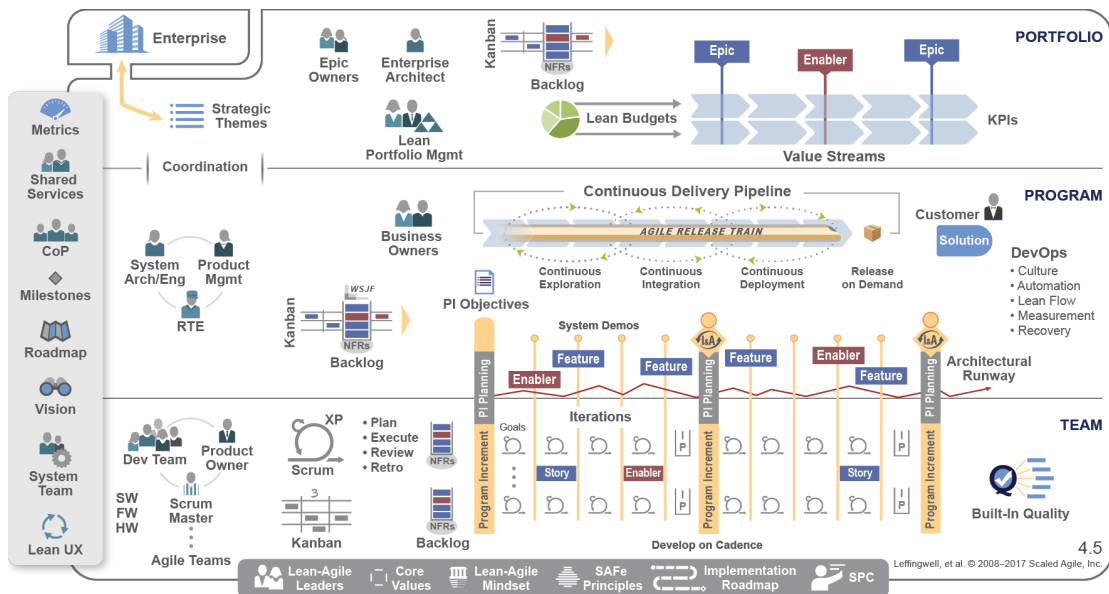 Enterprise
Strategic
Themes
Coordination
Epic
Owners
Enterprise
Architect
Lean
Portfolio Mgmt
Kanban
NFRs
Backlog
Lean Budgets
Epic
Enabler
Epic
KPIs
Value Streams
PORTFOLIO
Metrics
Shared
Services
CoP
Milestones
Roadmap
Vision
System
Team
Lean UX
System
Arch/Eng
Product
Mgmt
RTE
Business
Owners
Kanban
WSJF
NFRs
Backlog
PI Objectives
Continuous Delivery Pipeline
AGILE RELEASE TRAIN
Continuous
Exploration
Continuous
Integration
Continuous
Deployment
Release
on Demand
Customer
Solution
PROGRAM
DevOps
• Culture
• Automation
• Lean Flow
• Measurement
• Recovery
System Demos
Enabler
Feature
Feature
Feature
Enabler
Feature
I&A
I&A
PI Planning
PI Planning
PI Planning
Architectural
Runway
TEAM
Dev Team
Product
Owner
Scrum
Master
Agile Teams
SW
FW
HW
XP
Scrum
• Plan
• Execute
• Review
• Retro
3
Kanban
NFRs
NFRs
Backlog
Program Increment
Program Increment
Program Increment
Iterations
Goals
Story
Enabler
Story
I P
I P
I P
I P
Develop on Cadence
Built-In Quality
4.5
Leffingwell, et al. © 2008–2017 Scaled Agile, Inc.
Lean-Agile
Leaders
Core
Values
Lean-Agile
Mindset
SAFe
Principles
Implementation
Roadmap
SPC